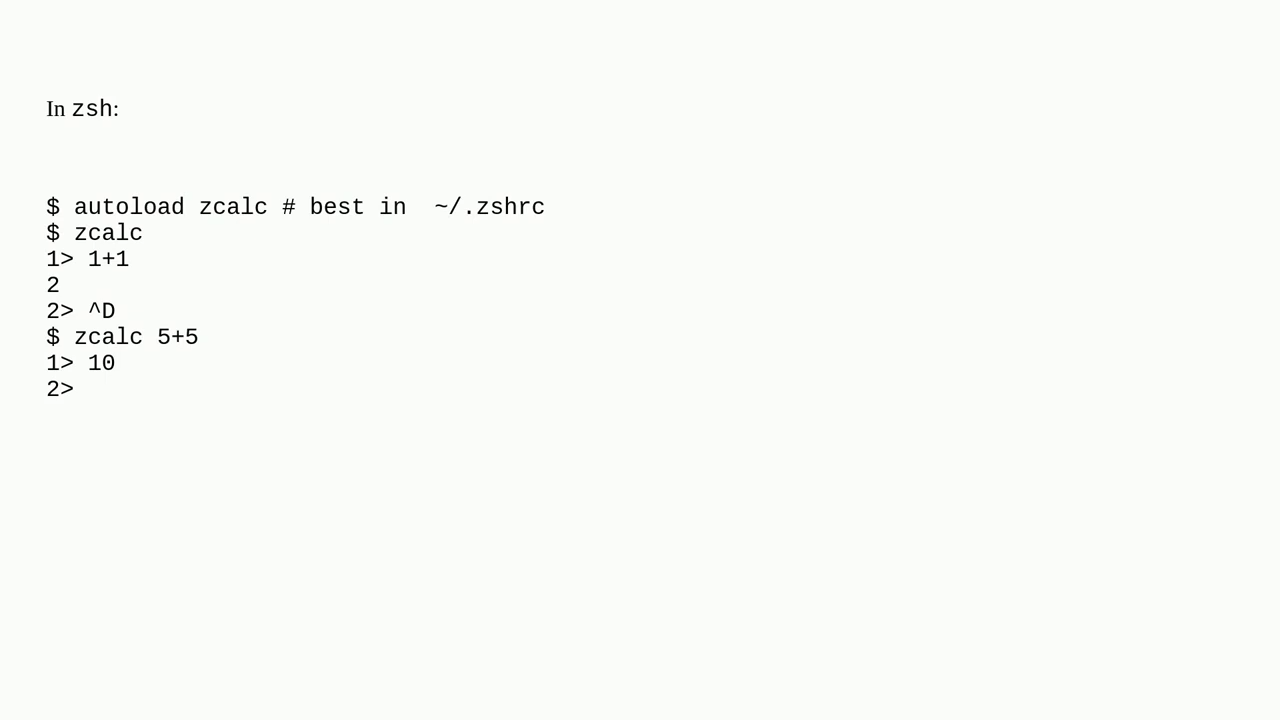 In zsh:
$ autoload zcalc # best in  ~/.zshrc
$ zcalc
1> 1+1
2
2> ^D
$ zcalc 5+5
1> 10
2>